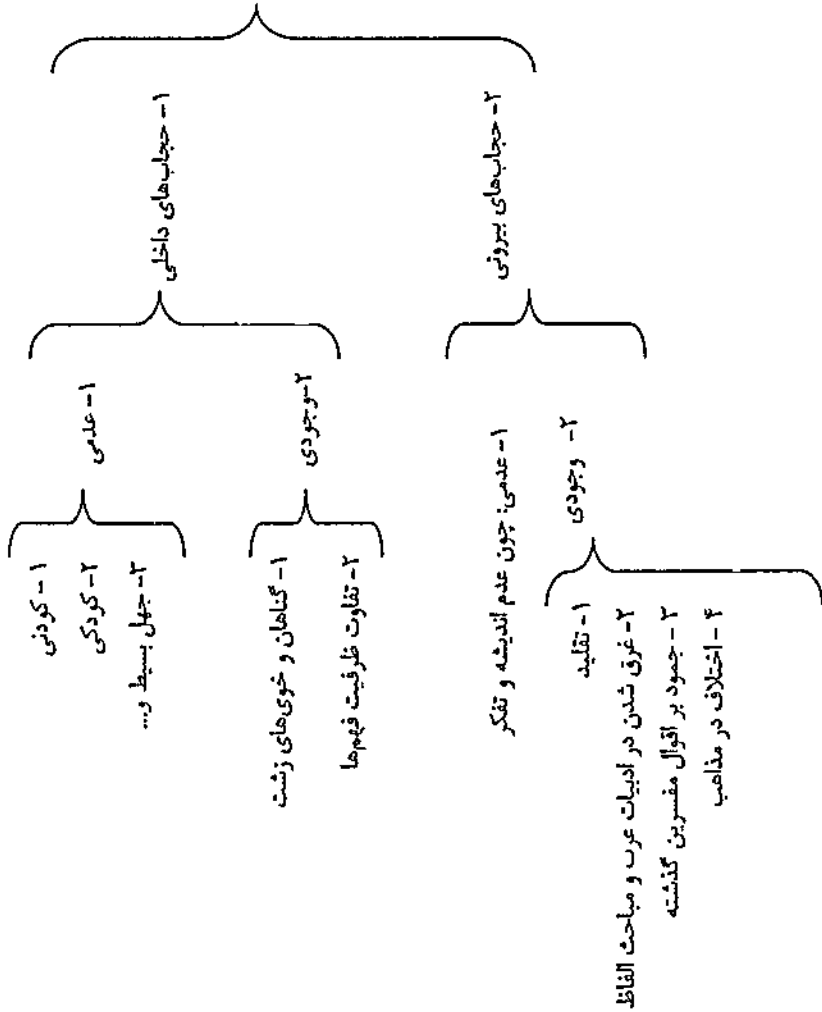 ۱- حجاب‌های داخلی
۱- عدمی
۱- کودنی
۲- کودکی
۳- جهل بسیط و...
۲- وجودی
۱- گناهان و خوی‌های زشت
۲- تفاوت ظرفیت فهم‌ها
۲- حجاب‌های بیرونی
۱- عدمی: چون عدم اندیشه و تفکر
۲- وجودی
۱- تقلید
۲- غرق شدن در ادبیات عرب و مباحث الفاظ
۳- جمود بر اقوال مفسرین گذشته
۴- اختلاف در مذاهب